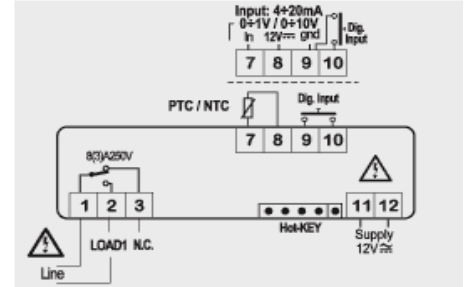 Input: 4÷20mA
0÷1V / 0÷10V
Dig.
Input
In 12V⎓ gnd
7 8 9 10
PTC / NTC
Dig. Input
7 8 9 10
8(3)A250V
1 2 3
11 12
Hot-KEY
LOAD1 N.C.
Supply
12V≂
Line